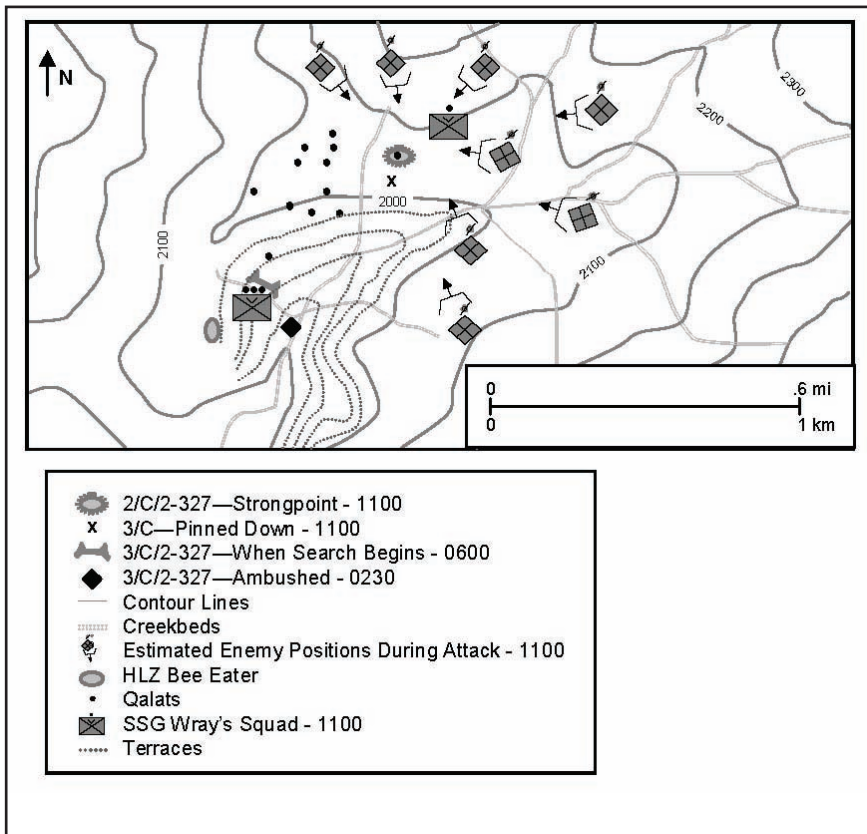 N
2300
2200
2000
2100
2100
0 .6 mi
0 1 km
2/C/2-327—Strongpoint - 1100
x 3/C—Pinned Down - 1100
3/C/2-327—When Search Begins - 0600
3/C/2-327—Ambushed - 0230
Contour Lines
Creekbeds
Estimated Enemy Positions During Attack - 1100
HLZ Bee Eater
Qalats
SSG Wray's Squad - 1100
Terraces